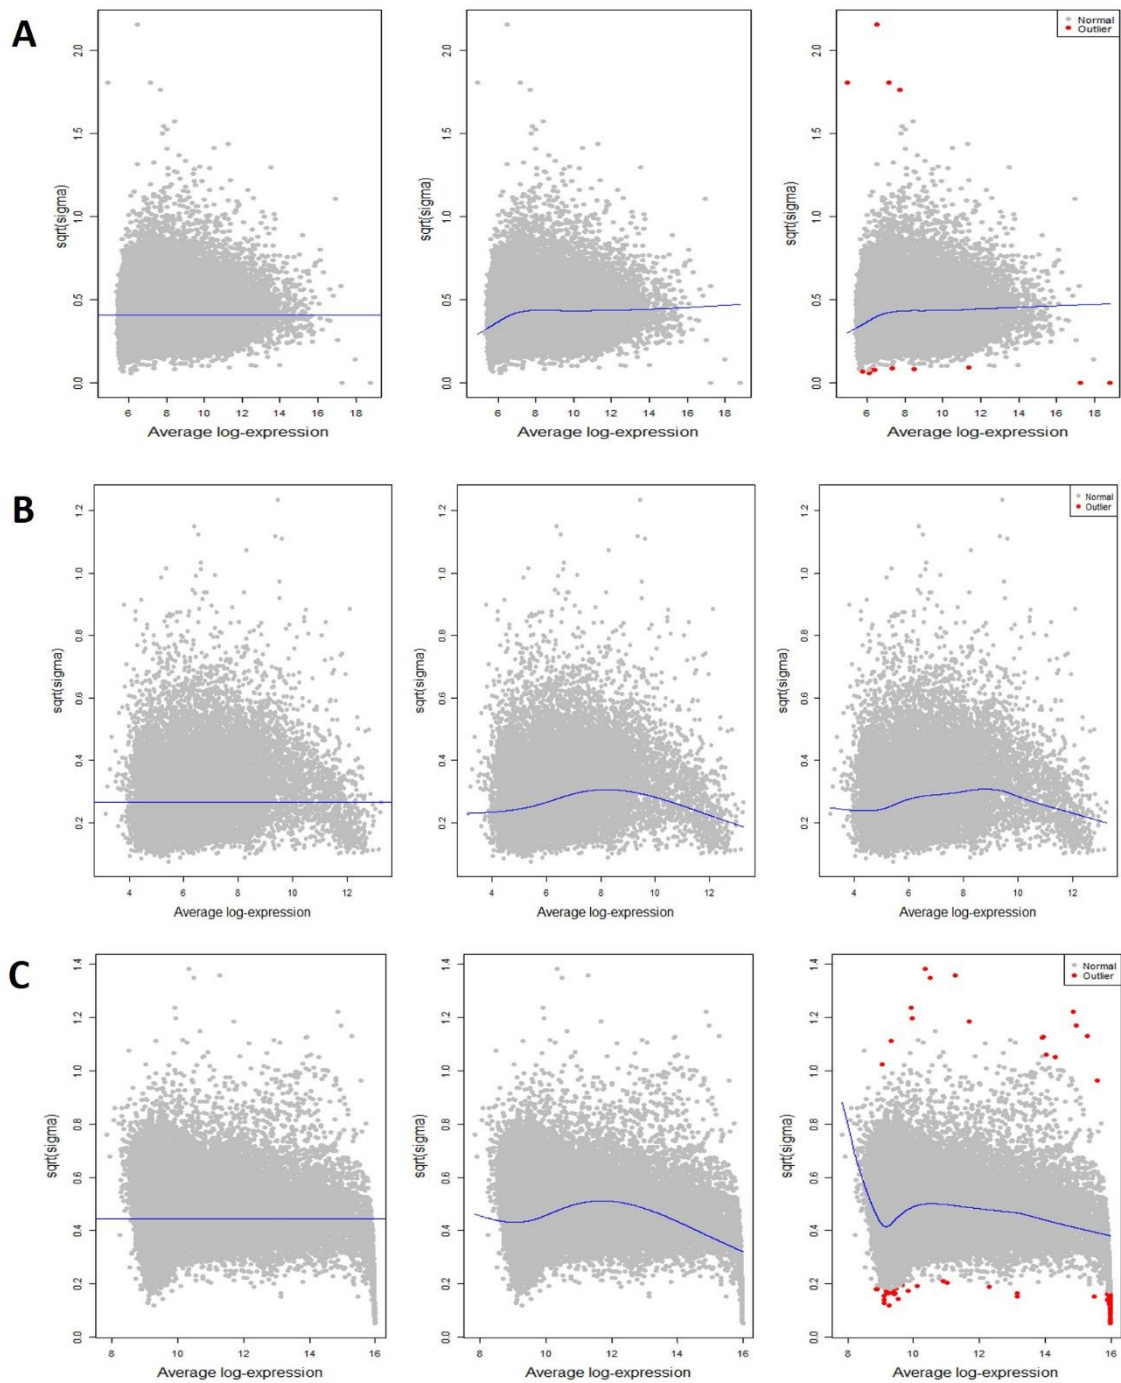 A
sqrt(sigma)
0.0 0.5 1.0 1.5 2.0
6 8 10 12 14 16 18
Average log-expression
sqrt(sigma)
0.0 0.5 1.0 1.5 2.0
6 8 10 12 14 16 18
Average log-expression
Normal
Outlier
sqrt(sigma)
0.0 0.5 1.0 1.5 2.0
6 8 10 12 14 16 18
Average log-expression
B
sqrt(sigma)
0.2 0.4 0.6 0.8 1.0 1.2
4 6 8 10 12
Average log-expression
sqrt(sigma)
0.2 0.4 0.6 0.8 1.0 1.2
4 6 8 10 12
Average log-expression
Normal
Outlier
sqrt(sigma)
0.2 0.4 0.6 0.8 1.0 1.2
4 6 8 10 12
Average log-expression
C
sqrt(sigma)
0.0 0.2 0.4 0.6 0.8 1.0 1.2 1.4
8 10 12 14 16
Average log-expression
sqrt(sigma)
0.0 0.2 0.4 0.6 0.8 1.0 1.2 1.4
8 10 12 14 16
Average log-expression
Normal
Outlier
sqrt(sigma)
0.0 0.2 0.4 0.6 0.8 1.0 1.2 1.4
8 10 12 14 16
Average log-expression